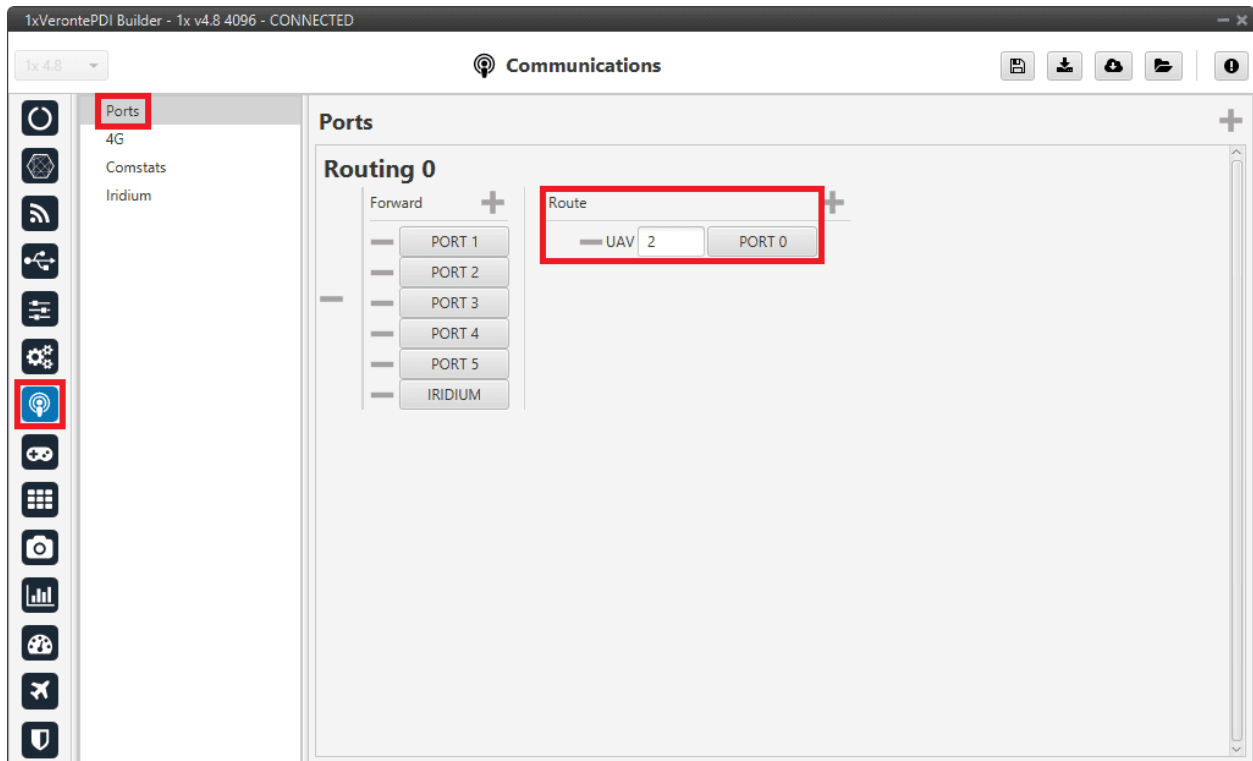 1xVerontePDI Builder - 1x v4.8 4096 - CONNECTED
1x 4.8
Communications
Ports
4G
Comstats
Iridium
Ports
Routing 0
Forward
Route
PORT 1
UAV 2 PORT 0
PORT 2
PORT 3
PORT 4
PORT 5
IRIDIUM